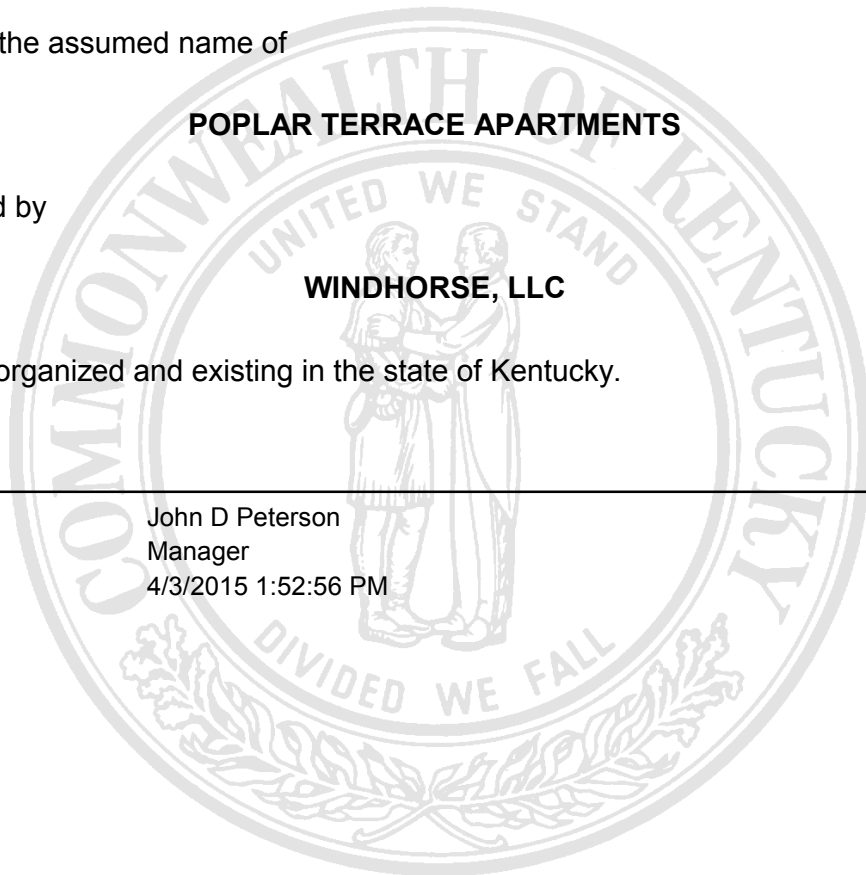 the assumed name of
POPLAR TERRACE APARTMENTS
d by
WINDHORSE, LLC
organized and existing in the state of Kentucky.
John D Peterson
Manager
4/3/2015 1:52:56 PM
COMMONWEALTH OF KENTUCKY
UNITED WE STAND
DIVIDED WE FALL